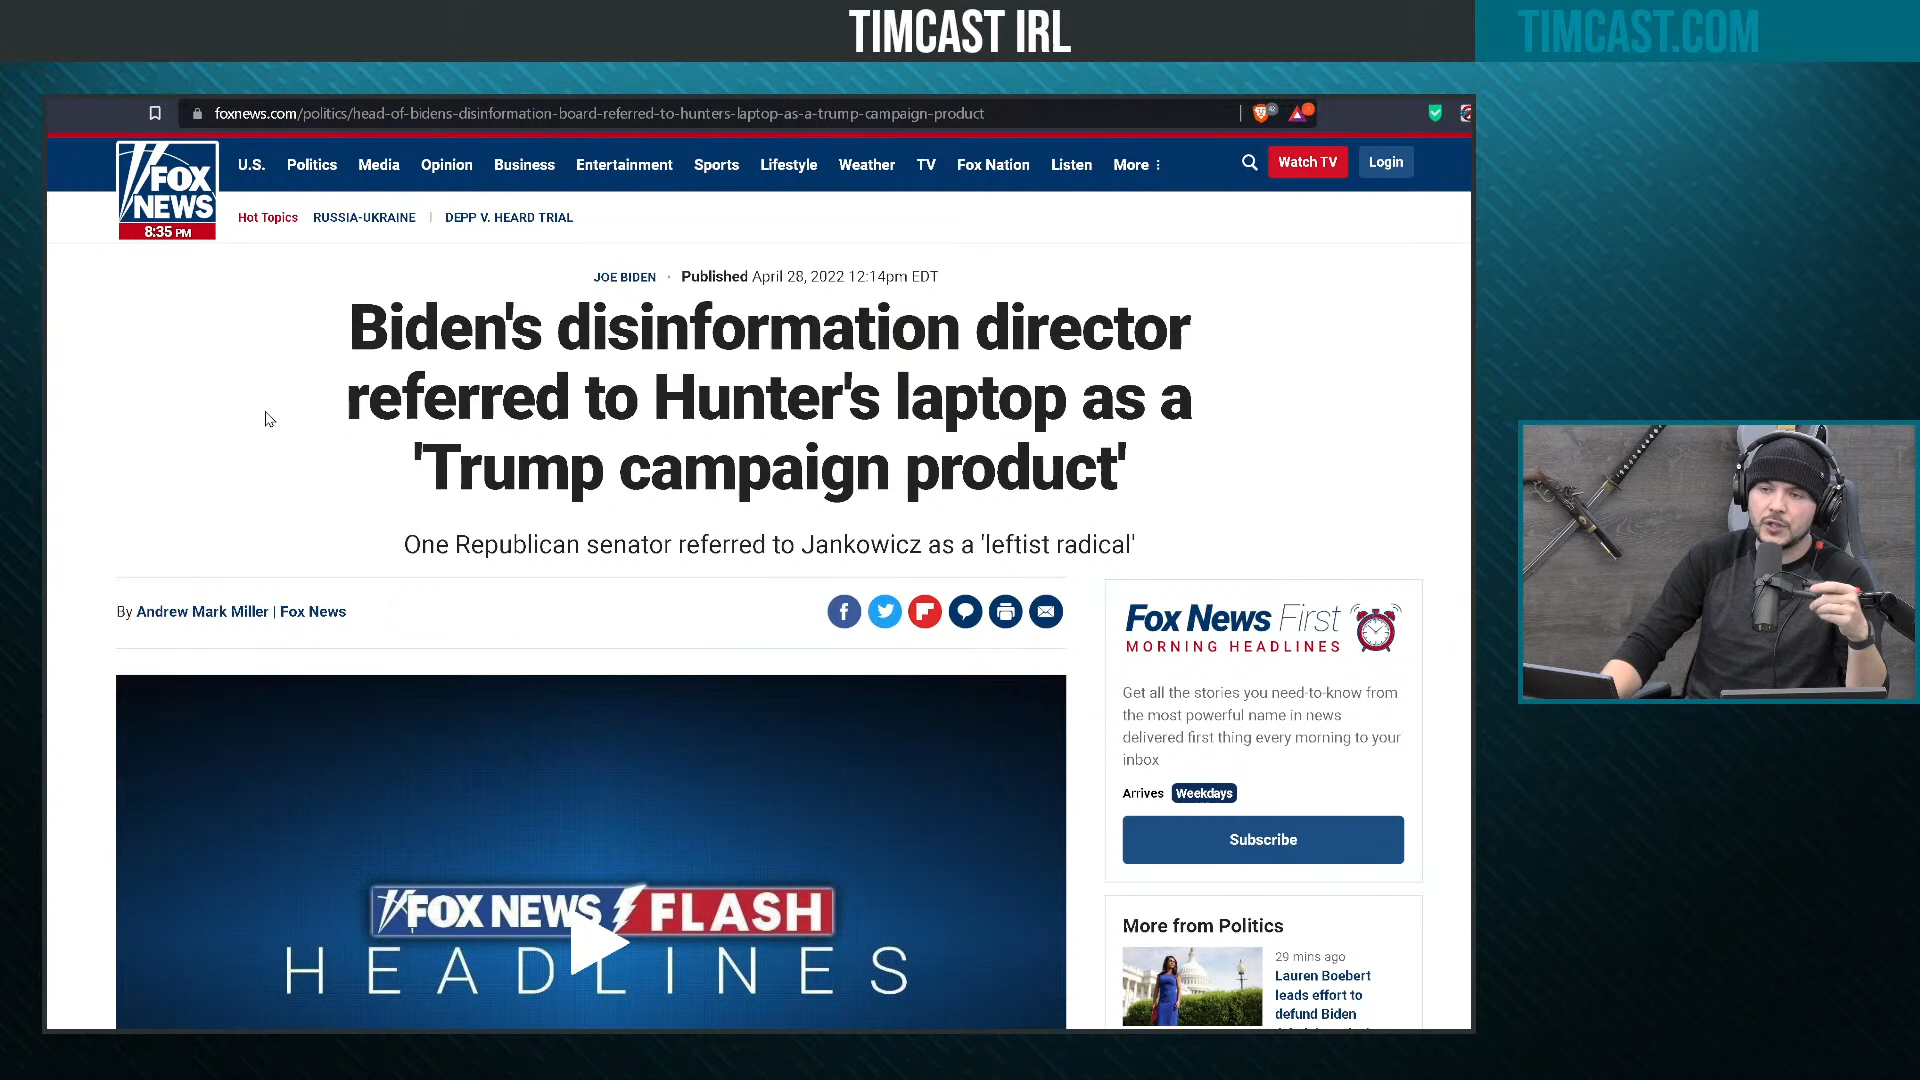 TIMCAST IRL
TIMCAST.COM
foxnews.com/politics/head-of-bidens-disinformation-board-referred-to-hunters-laptop-as-a-trump-campaign-product
FOX
NEWS
8:35 PM
U.S. Politics Media Opinion Business Entertainment Sports Lifestyle Weather TV Fox Nation Listen More
Watch TV
Login
Hot Topics RUSSIA-UKRAINE | DEPP V. HEARD TRIAL
JOE BIDEN · Published April 28, 2022 12:14pm EDT
Biden's disinformation director
referred to Hunter's laptop as a
'Trump campaign product'
One Republican senator referred to Jankowicz as a 'leftist radical'
By Andrew Mark Miller | Fox News
Fox News First
MORNING HEADLINES
Get all the stories you need-to-know from
the most powerful name in news
delivered first thing every morning to your
inbox
Arrives Weekdays
Subscribe
FOX NEWS FLASH
HEADLINES
More from Politics
29 mins ago
Lauren Boebert
leads effort to
defund Biden